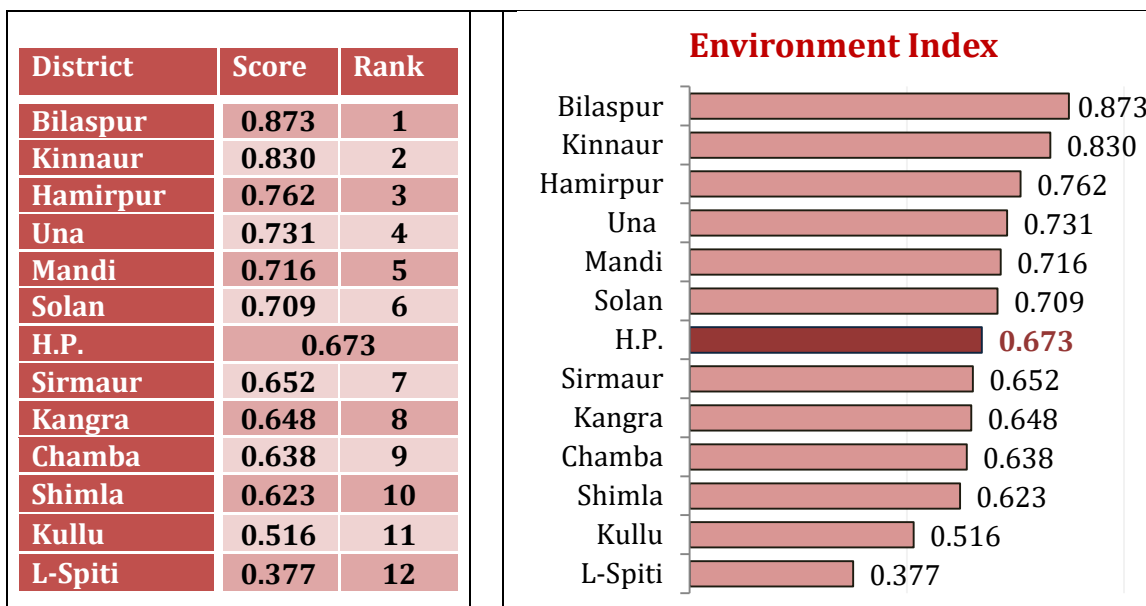 District Score Rank
Bilaspur 0.873 1
Kinnaur 0.830 2
Hamirpur 0.762 3
Una 0.731 4
Mandi 0.716 5
Solan 0.709 6
H.P. 0.673
Sirmaur 0.652 7
Kangra 0.648 8
Chamba 0.638 9
Shimla 0.623 10
Kullu 0.516 11
L-Spiti 0.377 12
Environment Index
Bilaspur 0.873
Kinnaur 0.830
Hamirpur 0.762
Una 0.731
Mandi 0.716
Solan 0.709
H.P. 0.673
Sirmaur 0.652
Kangra 0.648
Chamba 0.638
Shimla 0.623
Kullu 0.516
L-Spiti 0.377